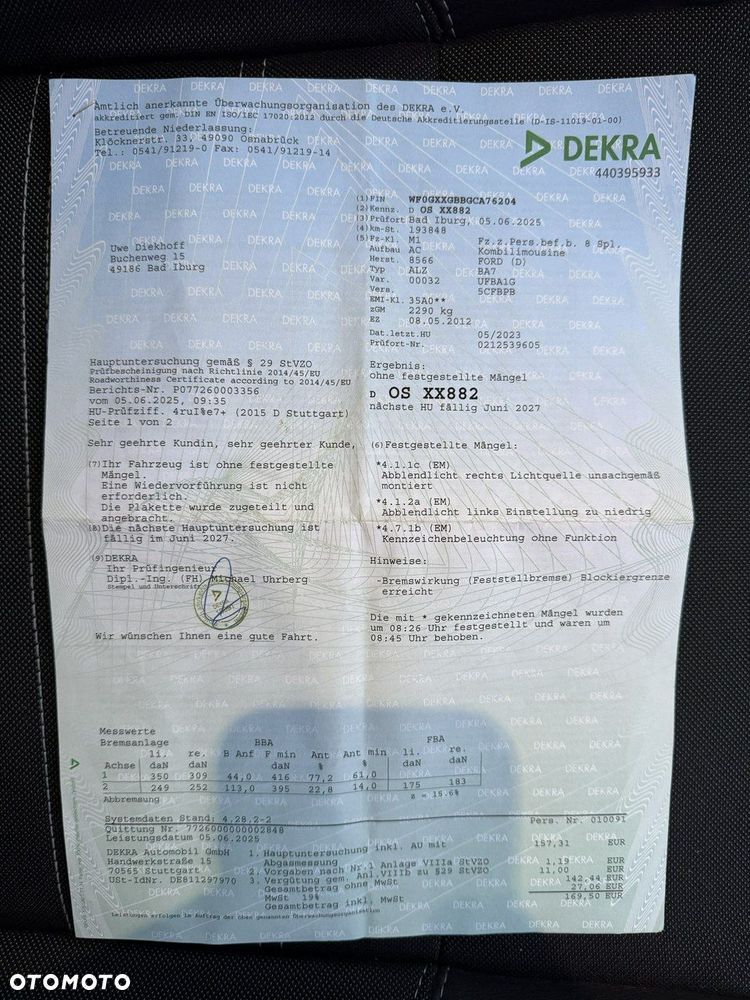 Amtlich anerkannte Überwachungsorganisation des DEKRA e.V.
akkreditiert gem. DIN EN ISO/IEC 17020:2012 durch die Deutsche Akkreditierungsstelle (D-IS-11019-01-00)
Betreuende Niederlassung:
Klöcknerstr. 33, 49090 Osnabrück
Tel.: 0541/91219-0 Fax: 0541/91219-14
DEKRA
440395933
Uwe Diekhoff
Buchenweg 15
49186 Bad Iburg
(1) FIN WF0GXXGBBGCA76204
(2) Kennz. D OS XX882
(3) Prüfort Bad Iburg, 05.06.2025
(4) km-St. 193848
(5) Fz-Kl. M1 Fz.z.Pers.bef.b. 8 Spl.
Aufbau AC Kombilimousine
Herst. 8566 FORD (D)
Typ ALZ BA7
Var. 00032 UFBA1G
Vers. 5CFBPB
EMI-Kl. 35A0**
zGM 2290 kg
EZ 08.05.2012
Dat.letzt.HU 05/2023
Prüfort-Nr. 0212539605
Hauptuntersuchung gemäß § 29 StVZO
Prüfbescheinigung nach Richtlinie 2014/45/EU
Roadworthiness Certificate according to 2014/45/EU
Berichts-Nr. P077260003356
vom 05.06.2025, 09:35
HU-Prüfziff. 4ruI%e7+ (2015 D Stuttgart)
Seite 1 von 2
Ergebnis:
ohne festgestellte Mängel
D OS XX882
nächste HU fällig Juni 2027
Sehr geehrte Kundin, sehr geehrter Kunde,
(7) Ihr Fahrzeug ist ohne festgestellte
Mängel.
Eine Wiedervorführung ist nicht
erforderlich.
Die Plakette wurde zugeteilt und
angebracht.
(8) Die nächste Hauptuntersuchung ist
fällig im Juni 2027.
(9) DEKRA
Ihr Prüfingenieur
Dipl.-Ing. (FH) Michael Uhrberg
Stempel und Unterschrift
Wir wünschen Ihnen eine gute Fahrt.
(6) Festgestellte Mängel:
*4.1.1c (EM)
Abblendlicht rechts Lichtquelle unsachgemäß
montiert
*4.1.2a (EM)
Abblendlicht links Einstellung zu niedrig
*4.7.1b (EM)
Kennzeichenbeleuchtung ohne Funktion
Hinweise:
-Bremswirkung (Feststellbremse) Blockiergrenze
erreicht
Die mit * gekennzeichneten Mängel wurden
um 08:26 Uhr festgestellt und waren um
08:45 Uhr behoben.
Messwerte
Bremsanlage BBA FBA
li. re. B Anf F min Ant Ant min li. re.
Achse daN daN daN % % daN daN
1 350 309 44,0 416 77,2 61,0
2 249 252 113,0 395 22,8 14,0 175 183
Abbremsung z = 15.6%
Systemdaten Stand: 4.28.2-2 Pers. Nr. 010091
Quittung Nr. 7726000000002848
Leistungsdatum 05.06.2025
DEKRA Automobil GmbH
Handwerkstraße 15
70565 Stuttgart
USt-IdNr. DE811297970
1. Hauptuntersuchung inkl. AU mit 157,31 EUR
Abgasmessung
2. Vorgaben nach Nr.1 Anlage VIIIa StVZO 1,19 EUR
3. Vergütung gem. Anl.VIIIb zu §29 StVZO 11,00 EUR
Gesamtbetrag ohne MwSt 142,44 EUR
MwSt 19% 27,06 EUR
Gesamtbetrag inkl. MwSt 169,50 EUR
Leistungen erfolgen im Auftrag der oben genannten Überwachungsorganisation
OTOMOTO